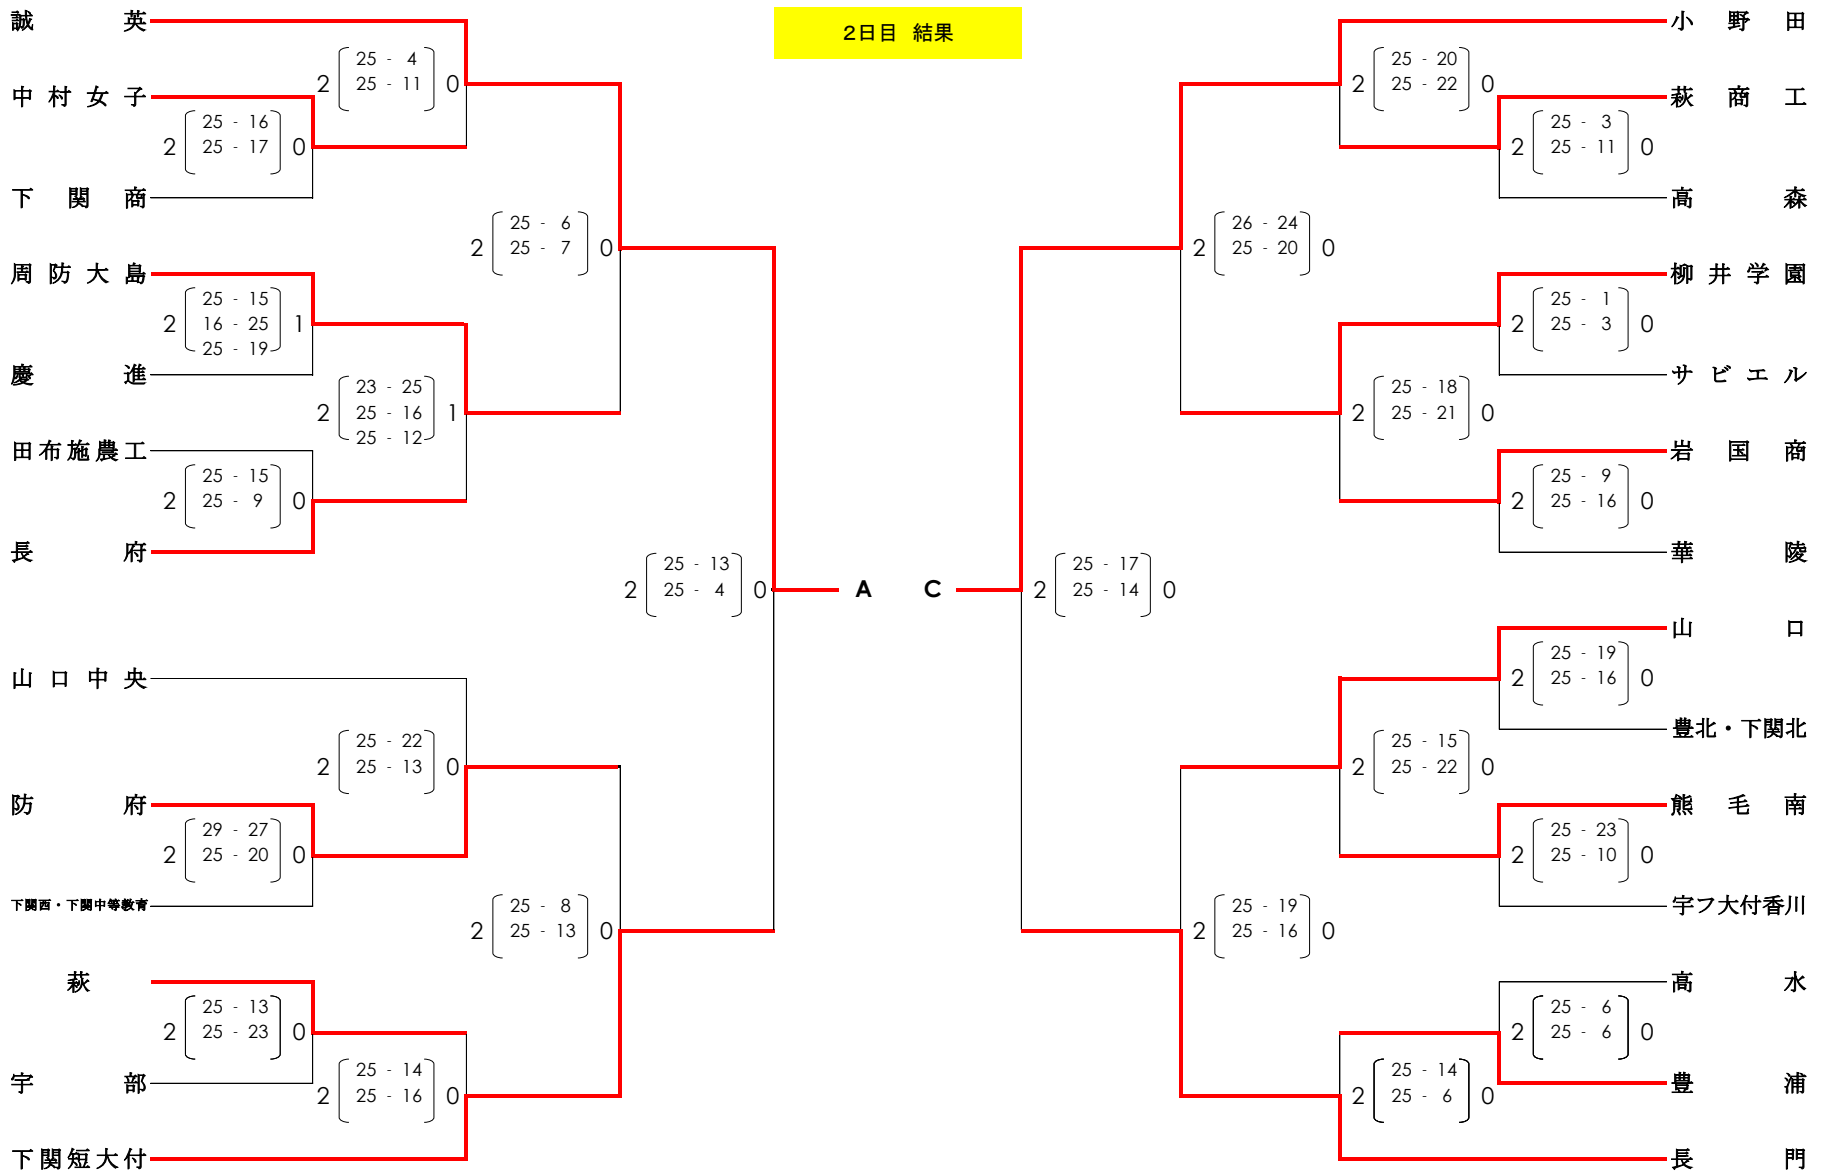 2日目 結果
誠英
25 - 4
2 25 - 11 0
中村女子
25 - 16
2 25 - 17 0
下関商
25 - 6
2 25 - 7 0
周防大島
25 - 15
2 16 - 25 1
25 - 19
慶進
23 - 25
2 25 - 16 1
25 - 12
田布施農工
25 - 15
2 25 - 9 0
長府
25 - 13
2 25 - 4 0
A
山口中央
25 - 22
2 25 - 13 0
防府
29 - 27
2 25 - 20 0
下関西・下関中等教育
25 - 8
2 25 - 13 0
萩
25 - 13
2 25 - 23 0
宇部
25 - 14
2 25 - 16 0
下関短大付
小野田
25 - 20
2 25 - 22 0
萩商工
25 - 3
2 25 - 11 0
高森
26 - 24
2 25 - 20 0
柳井学園
25 - 1
2 25 - 3 0
サビエル
25 - 18
2 25 - 21 0
岩国商
25 - 9
2 25 - 16 0
華陵
C
25 - 17
2 25 - 14 0
山口
25 - 19
2 25 - 16 0
豊北・下関北
25 - 15
2 25 - 22 0
熊毛南
25 - 23
2 25 - 10 0
宇フ大付香川
25 - 19
2 25 - 16 0
高水
25 - 6
2 25 - 6 0
豊浦
25 - 14
2 25 - 6 0
長門